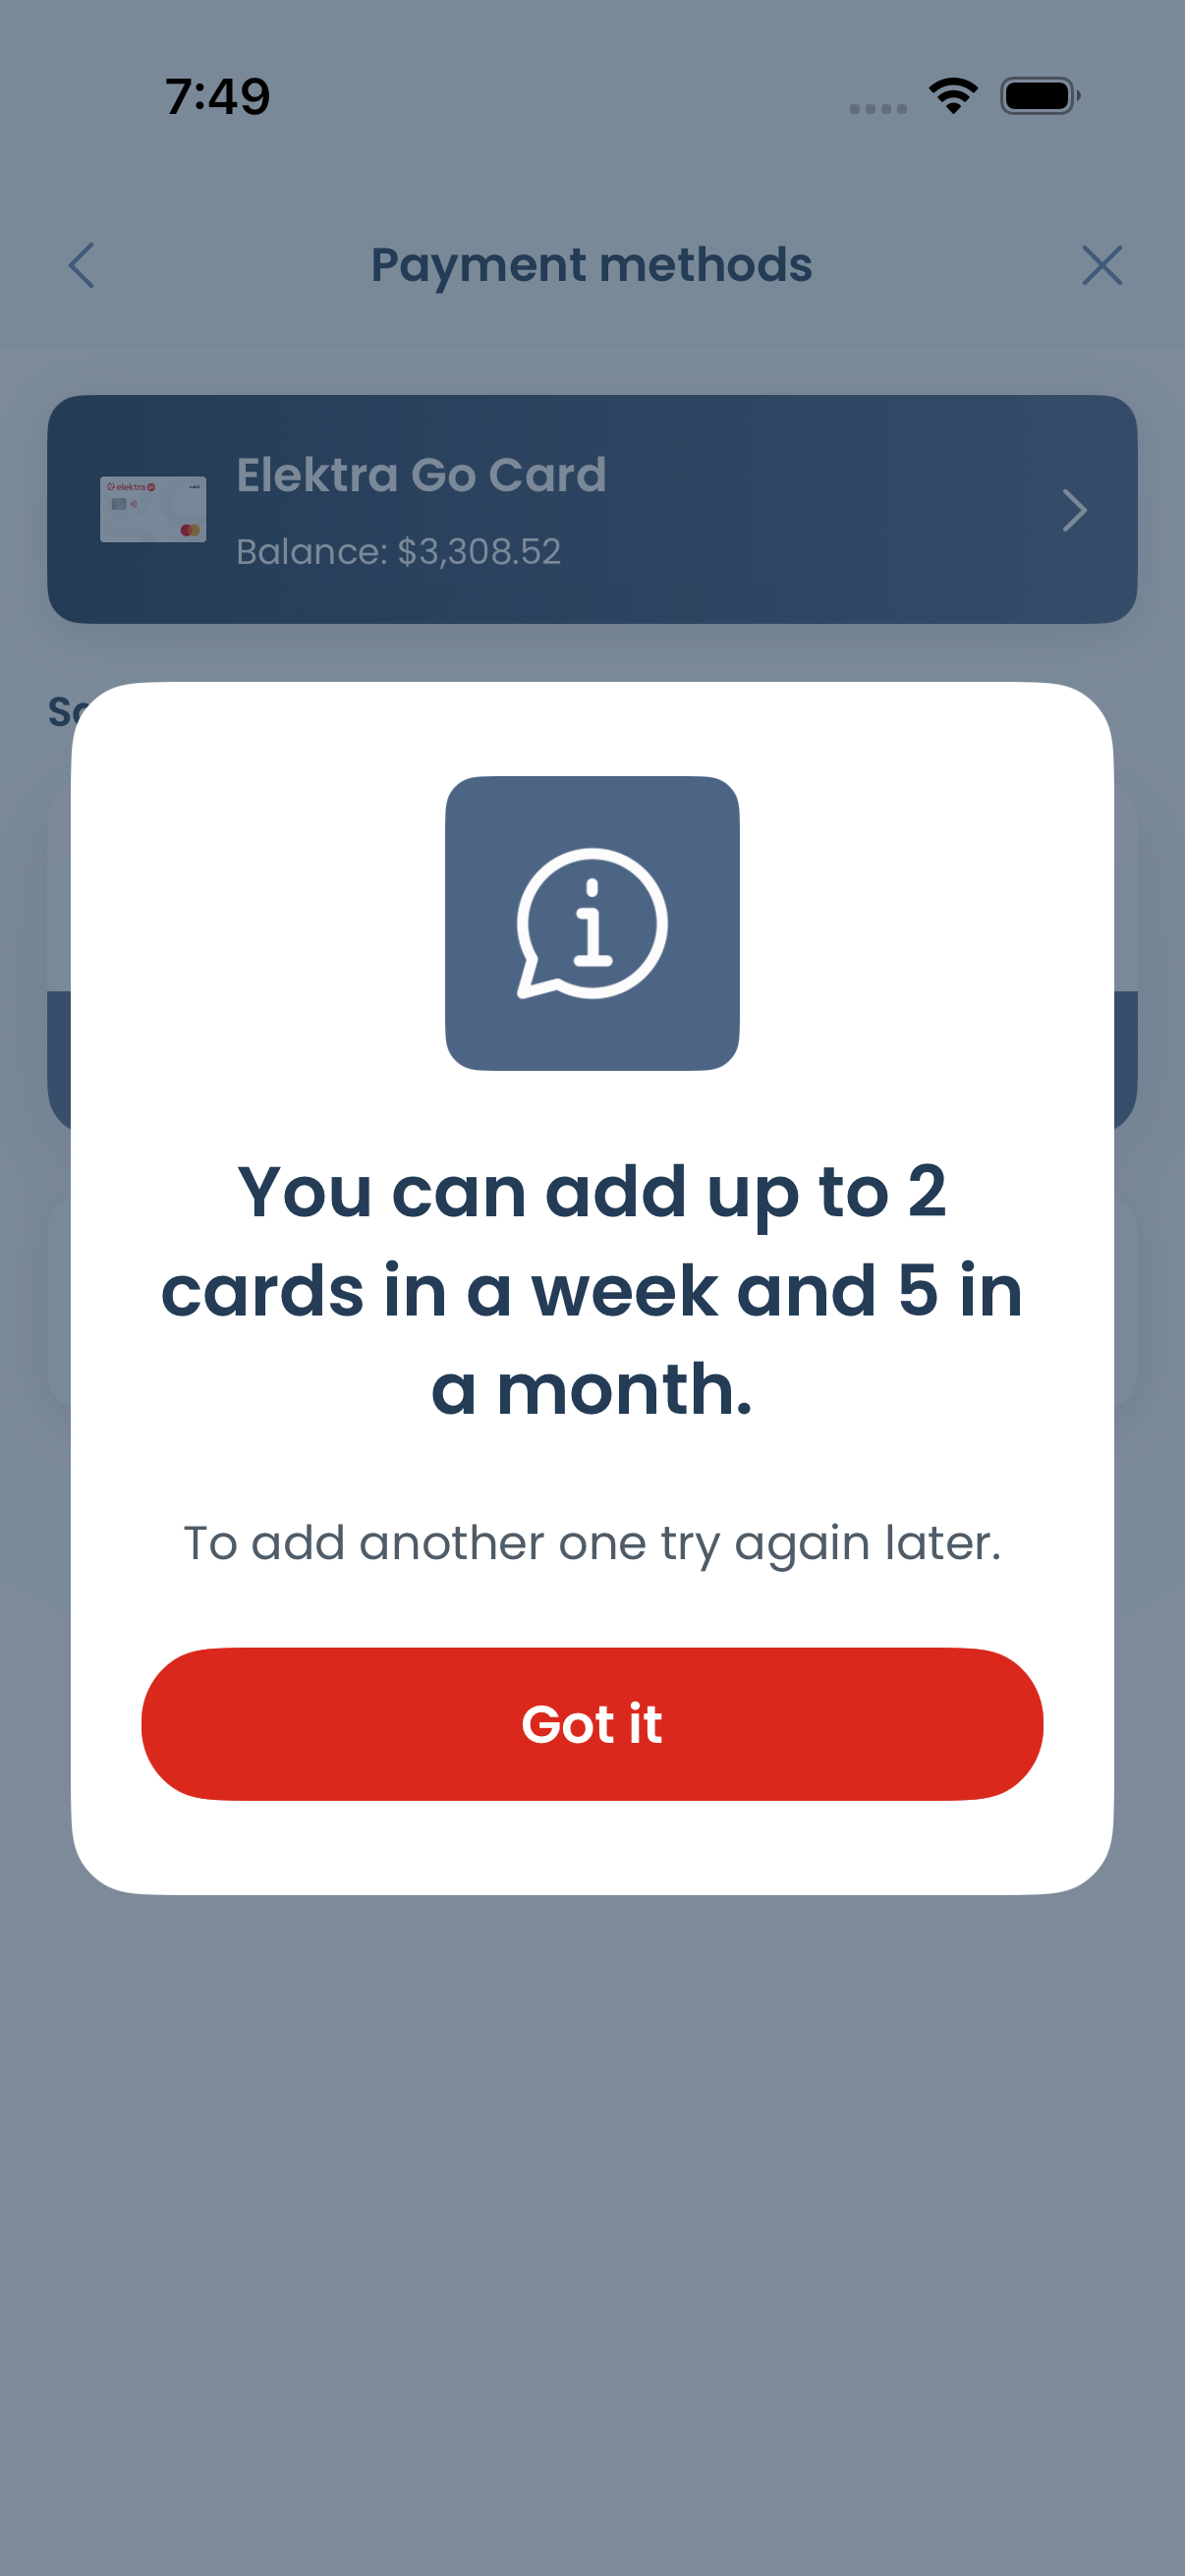 7:49
Payment methods
elektra
Elektra Go Card
Balance: $3,308.52
You can add up to 2
cards in a week and 5 in
a month.
To add another one try again later.
Got it